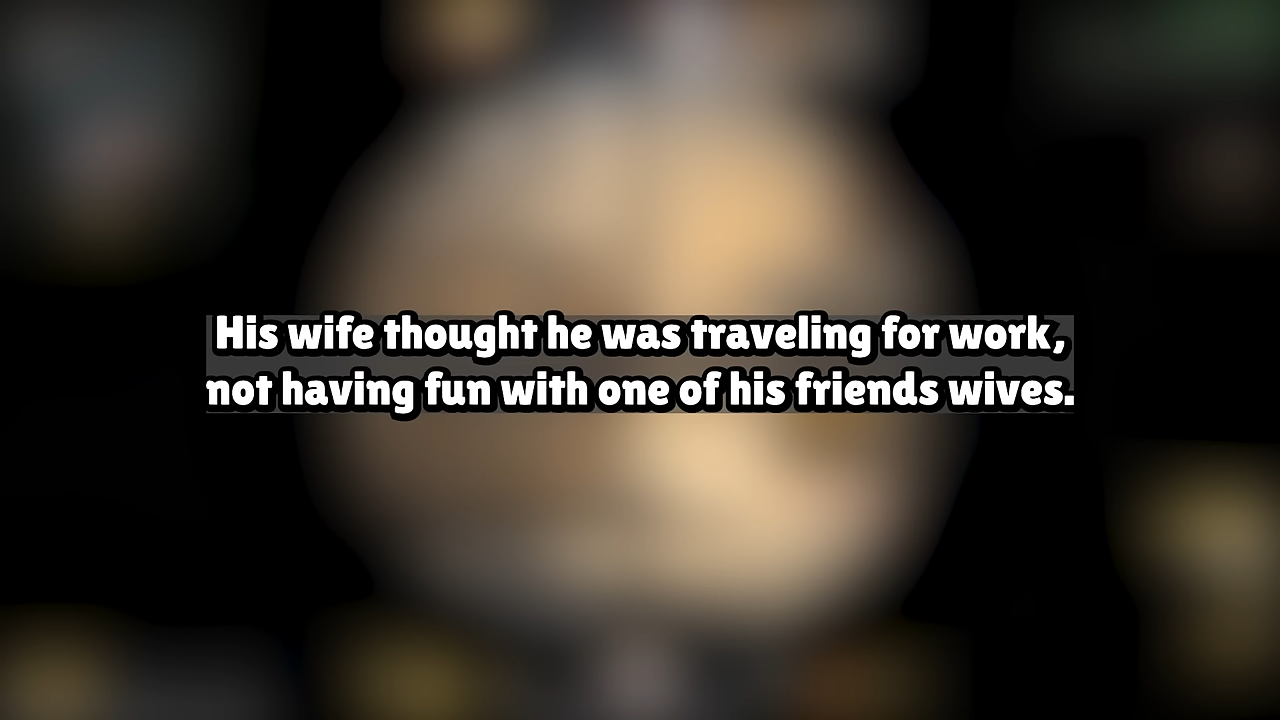 His wife thought he was traveling for work,
not having fun with one of his friends wives.